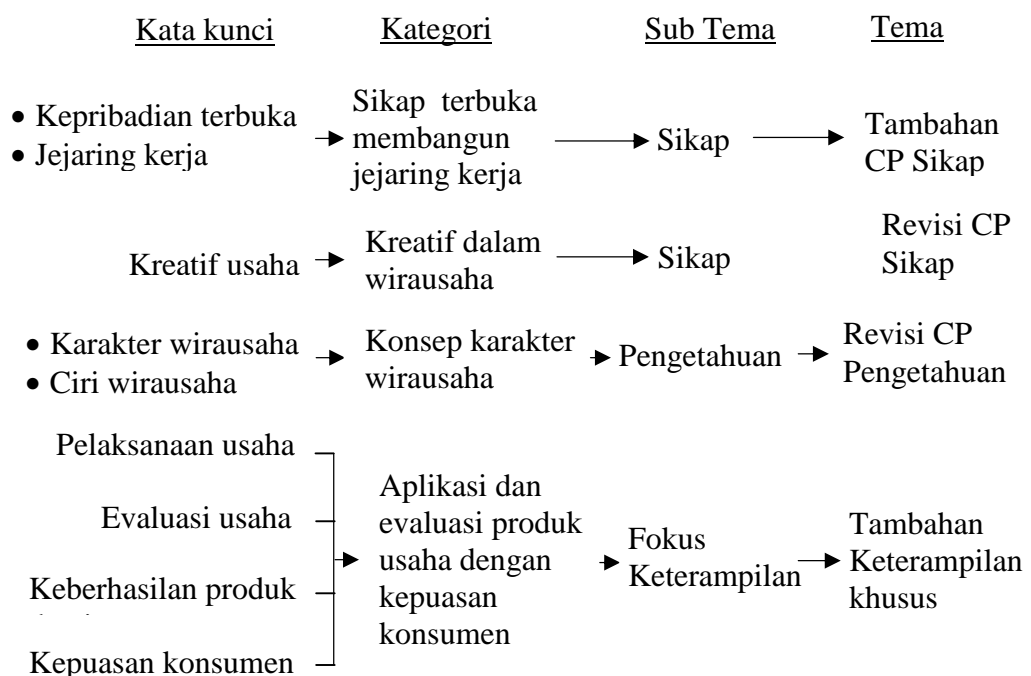 Kata kunci Kategori Sub Tema Tema
• Kepribadian terbuka
• Jejaring kerja
Sikap terbuka
membangun
jejaring kerja
Sikap
Tambahan
CP Sikap
Kreatif usaha
Kreatif dalam
wirausaha
Sikap
Revisi CP
Sikap
• Karakter wirausaha
• Ciri wirausaha
Konsep karakter
wirausaha
Pengetahuan
Revisi CP
Pengetahuan
Pelaksanaan usaha
Evaluasi usaha
Keberhasilan produk
Kepuasan konsumen
Aplikasi dan
evaluasi produk
usaha dengan
kepuasan
konsumen
Fokus
Keterampilan
Tambahan
Keterampilan
khusus